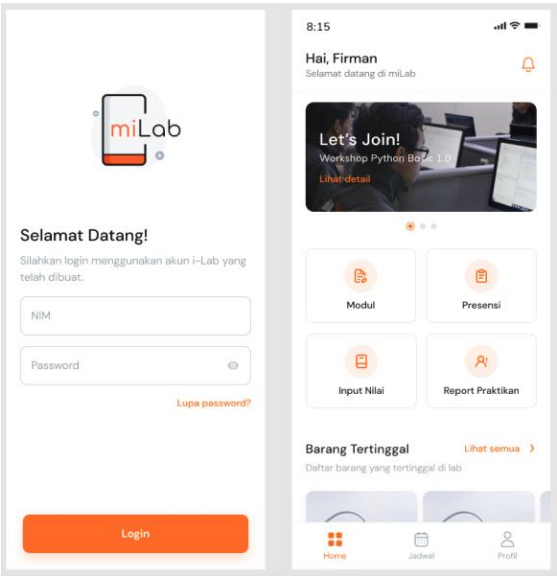 miLab
Selamat Datang!
Silahkan login menggunakan akun i-Lab yang
telah dibuat.
NIM
Password
Lupa password?
Login
8:15
Hai, Firman
Selamat datang di miLab
Let's Join!
Workshop Python Basic 1.0
Lihat detail
Modul
Presensi
Input Nilai
Report Praktikan
Barang Tertinggal
Lihat semua
Daftar barang yang tertinggal di lab
Home
Jadwal
Profil